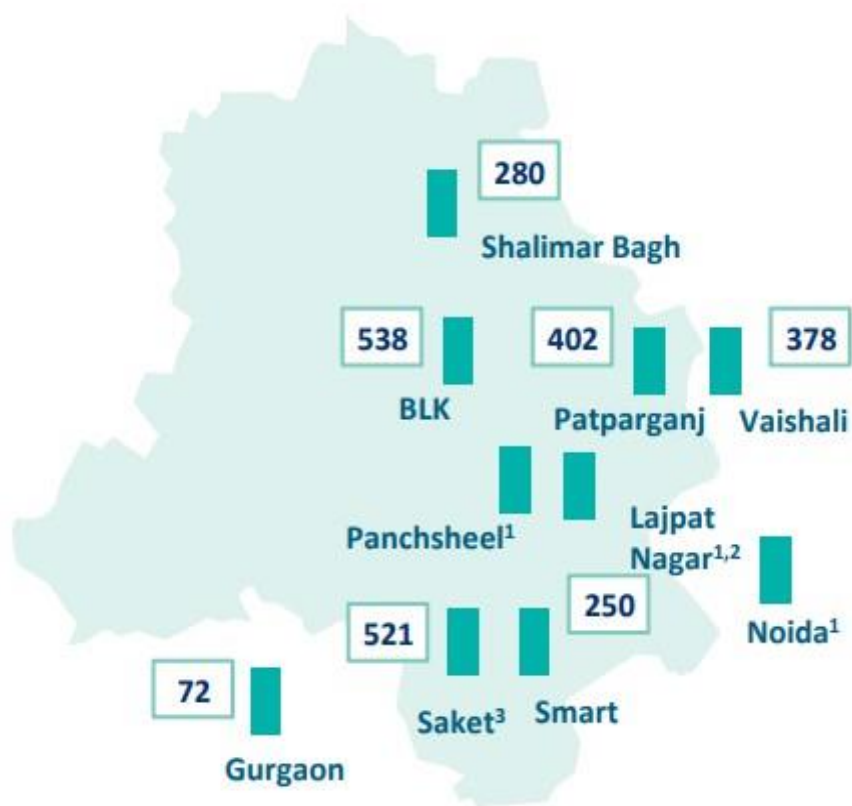 280
Shalimar Bagh
538
BLK
402
Patparganj
378
Vaishali
Panchsheel¹
Lajpat
Nagar¹,²
Noida¹
521
Saket³
250
Smart
72
Gurgaon